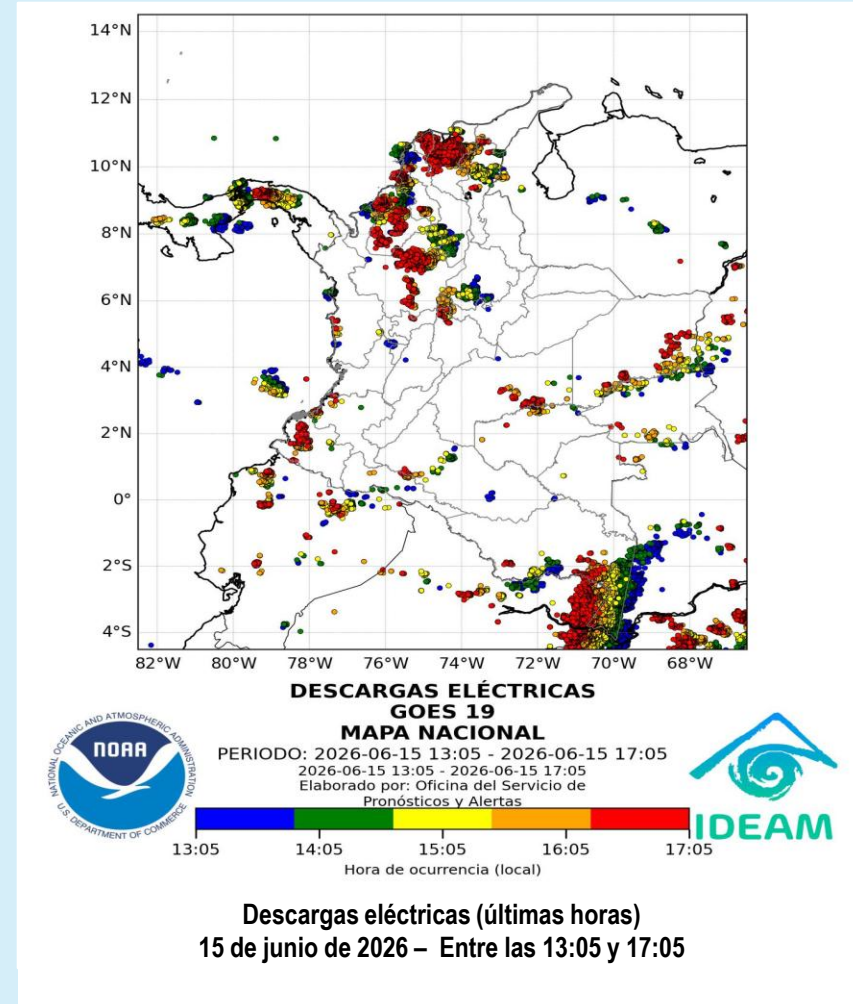 14°N
12°N
10°N
8°N
6°N
4°N
2°N
0°
2°S
4°S
82°W 80°W 78°W 76°W 74°W 72°W 70°W 68°W
DESCARGAS ELÉCTRICAS
GOES 19
MAPA NACIONAL
PERIODO: 2026-06-15 13:05 - 2026-06-15 17:05
2026-06-15 13:05 - 2026-06-15 17:05
Elaborado por: Oficina del Servicio de
Pronósticos y Alertas
NATIONAL OCEANIC AND ATMOSPHERIC ADMINISTRATION
NOAA
U.S. DEPARTMENT OF COMMERCE
IDEAM
13:05 14:05 15:05 16:05 17:05
Hora de ocurrencia (local)
Descargas eléctricas (últimas horas)
15 de junio de 2026 – Entre las 13:05 y 17:05